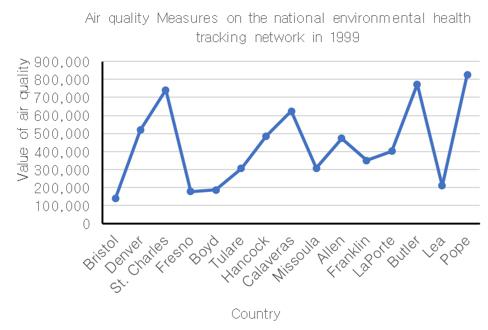 Air quality Measures on the national environmental health
tracking network in 1999
Value of air quality
900,000
800,000
700,000
600,000
500,000
400,000
300,000
200,000
100,000
0
Bristol
Denver
St. Charles
Fresno
Boyd
Tulare
Hancock
Calaveras
Missoula
Allen
Franklin
LaPorte
Butler
Lea
Pope
Country